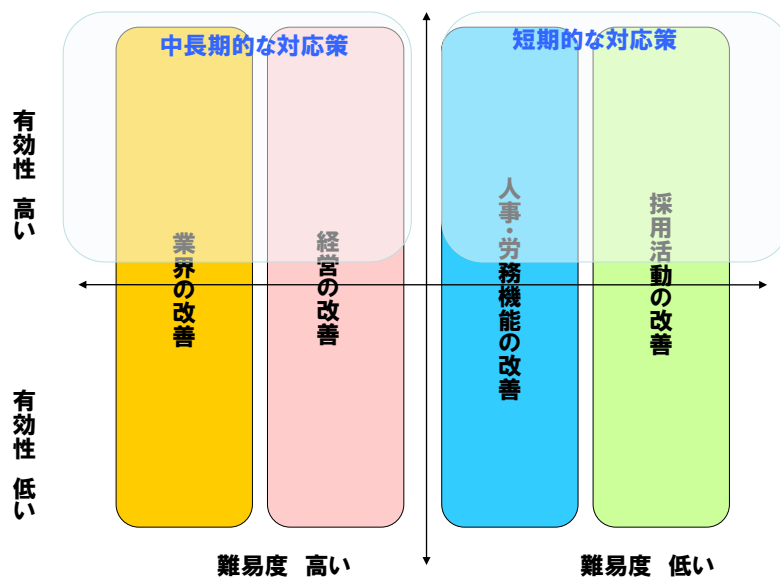 中長期的な対応策
短期的な対応策
有効性 高い
業界の改善
経営の改善
人事・労務機能の改善
採用活動の改善
有効性 低い
難易度 高い
難易度 低い